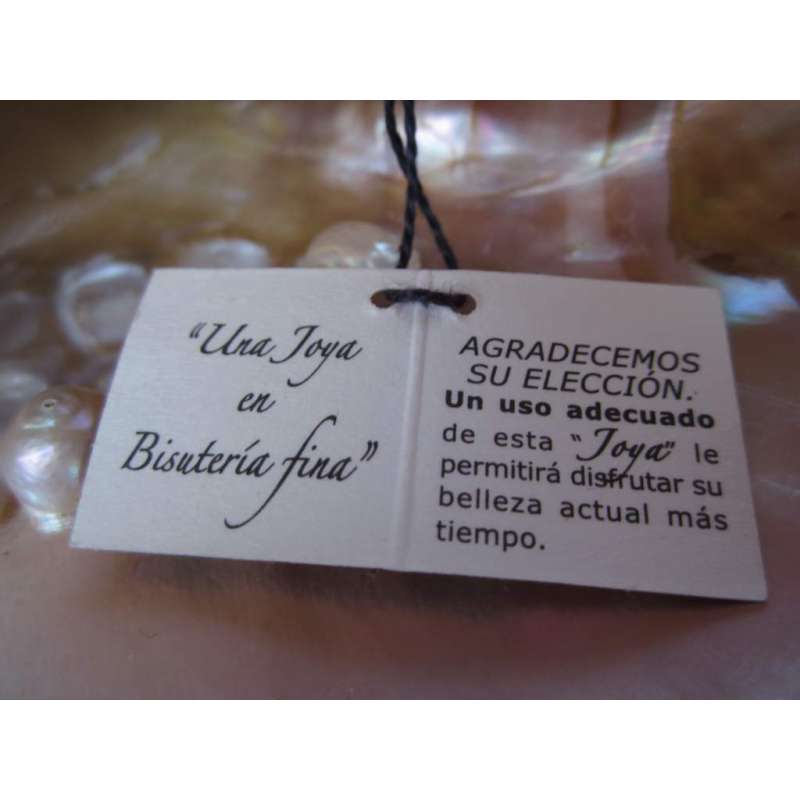 “Una Joya
en
Bisutería fina”
AGRADECEMOS
SU ELECCIÓN.
Un uso adecuado
de esta “Joya” le
permitirá disfrutar su
belleza actual más
tiempo.